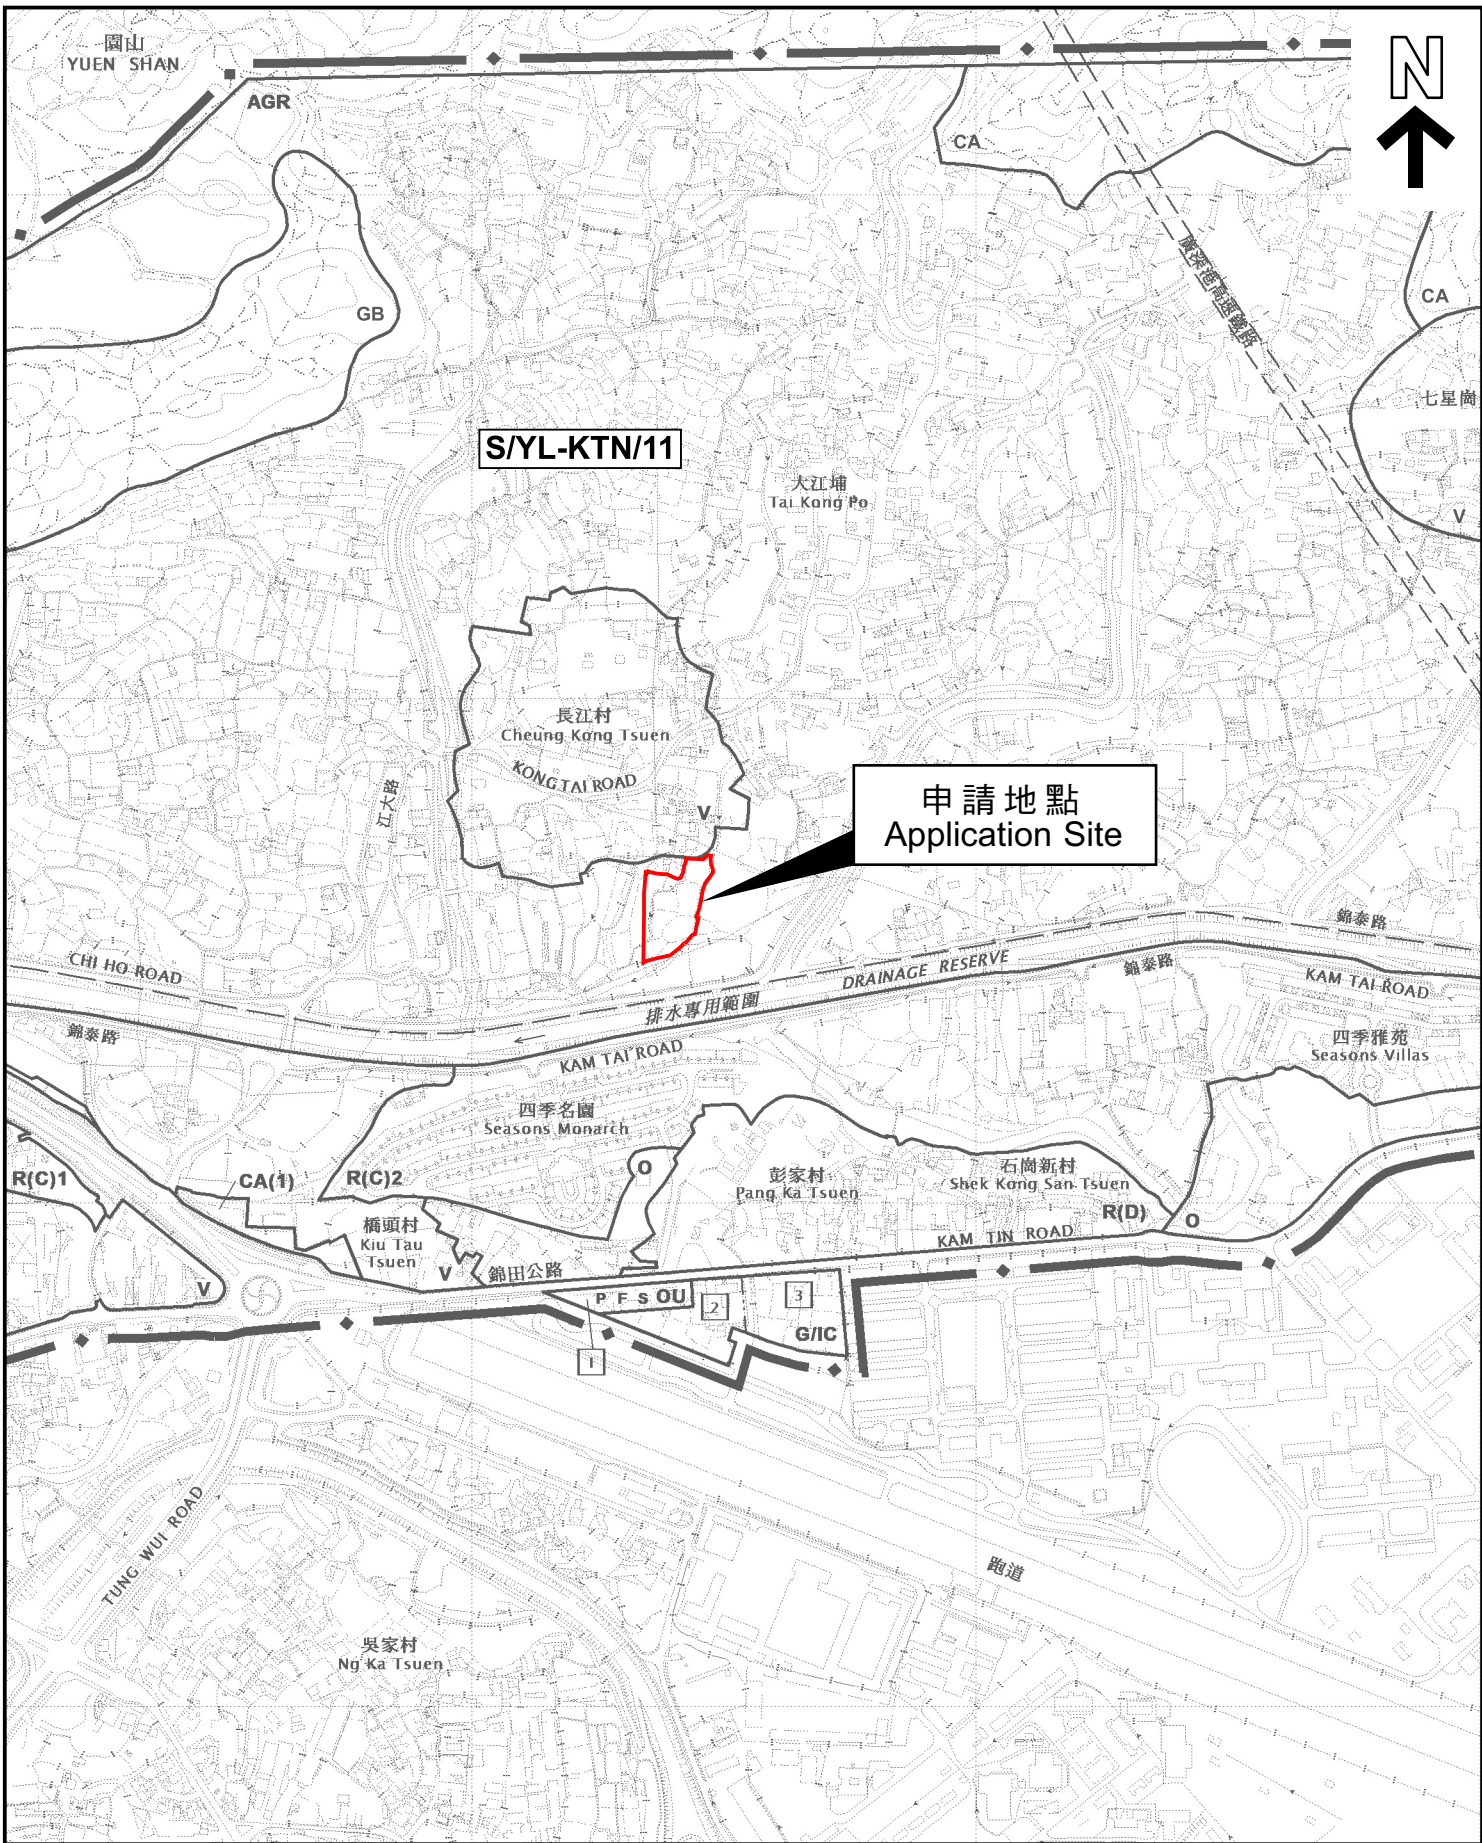 園山
YUEN SHAN
N
AGR
CA
廣深港高速鐵路
GB
CA
七星崗
S/YL-KTN/11
大江埔
Tai Kong Po
V
長江村
Cheung Kong Tsuen
KONG TAI ROAD
江大路
V
申請地點
Application Site
錦泰路
CHI HO ROAD
DRAINAGE RESERVE
錦泰路
KAM TAI ROAD
排水專用範圍
錦泰路
KAM TAI ROAD
四季雅苑
Seasons Villas
四季名園
Seasons Monarch
R(C)1
CA(1)
R(C)2
O
彭家村
Pang Ka Tsuen
石崗新村
Shek Kong San Tsuen
R(D)
O
橋頭村
Kiu Tau
Tsuen
KAM TIN ROAD
V
V
錦田公路
P F S OU
2
3
G/IC
1
TUNG WUI ROAD
跑道
吳家村
Ng Ka Tsuen